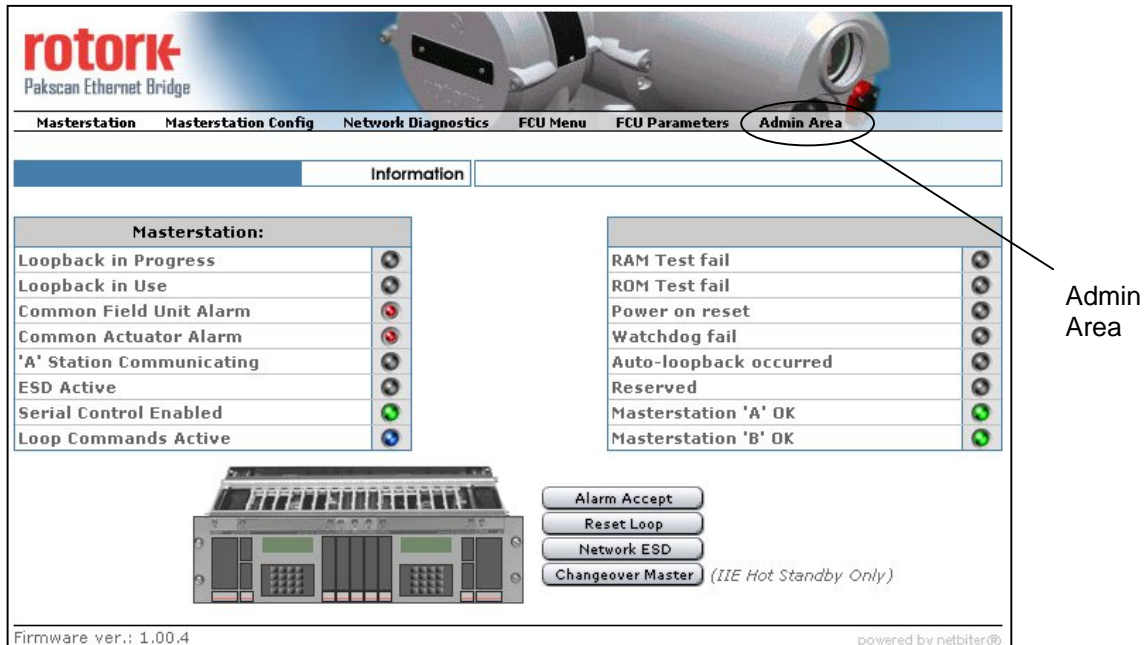 rotork
Pakscan Ethernet Bridge
Masterstation Masterstation Config Network Diagnostics FCU Menu FCU Parameters Admin Area
Information
Masterstation:
Loopback in Progress
Loopback in Use
Common Field Unit Alarm
Common Actuator Alarm
'A' Station Communicating
ESD Active
Serial Control Enabled
Loop Commands Active
RAM Test fail
ROM Test fail
Power on reset
Watchdog fail
Auto-loopback occurred
Reserved
Masterstation 'A' OK
Masterstation 'B' OK
Admin
Area
Alarm Accept
Reset Loop
Network ESD
Changeover Master (IIE Hot Standby Only)
Firmware ver.: 1.00.4
powered by netbiter®